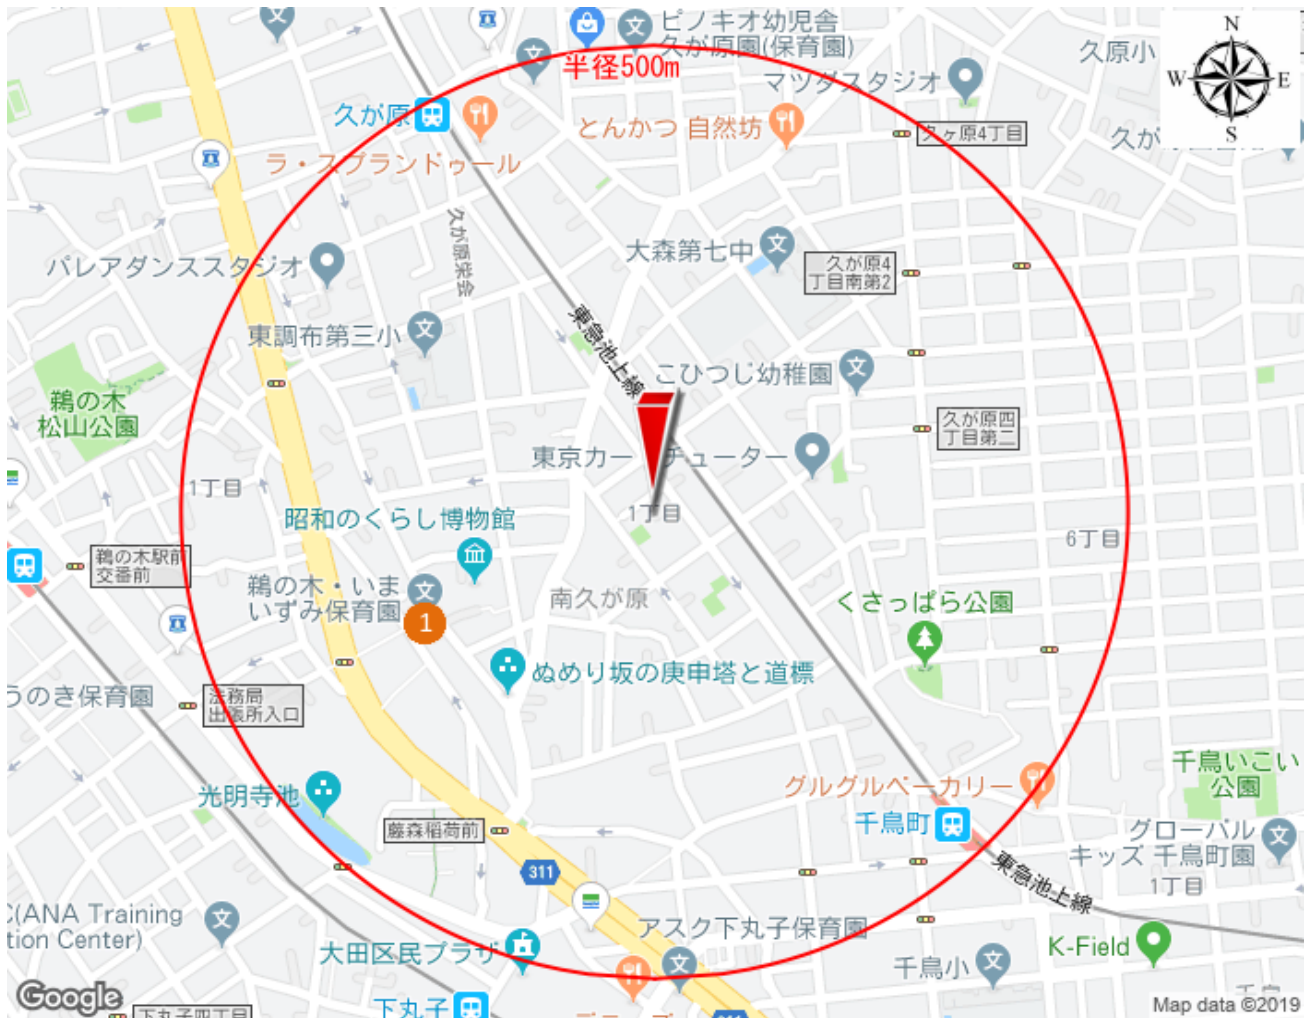 ピノキオ幼児舎
久が原園(保育園)
久原小
N
W
E
S
半径500m
マツダスタジオ
久が原
とんかつ 自然坊
久ヶ原4丁目
久が
ラ・スプランドゥール
久が原栄会
大森第七中
久が原4
丁目南第2
パレアダンススタジオ
東調布第三小
東急池上線
こひつじ幼稚園
鵜の木
松山公園
久が原四
丁目第二
東京カー
チューター
1丁目
1丁目
昭和のくらし博物館
6丁目
鵜の木駅前
交番前
鵜の木・いま
いずみ保育園
1
南久が原
くさっぱら公園
ぬめり坂の庚申塔と道標
うのき保育園
法務局
出張所入口
千鳥いこい
公園
グルグルベーカリー
光明寺池
千鳥町
藤森稲荷前
グローバル
キッズ 千鳥町園
東急池上線
1丁目
311
C(ANA Training
tion Center)
アスク下丸子保育園
大田区民プラザ
K-Field
千鳥小
Google
下丸子四丁目
下丸子
311
Map data ©2019